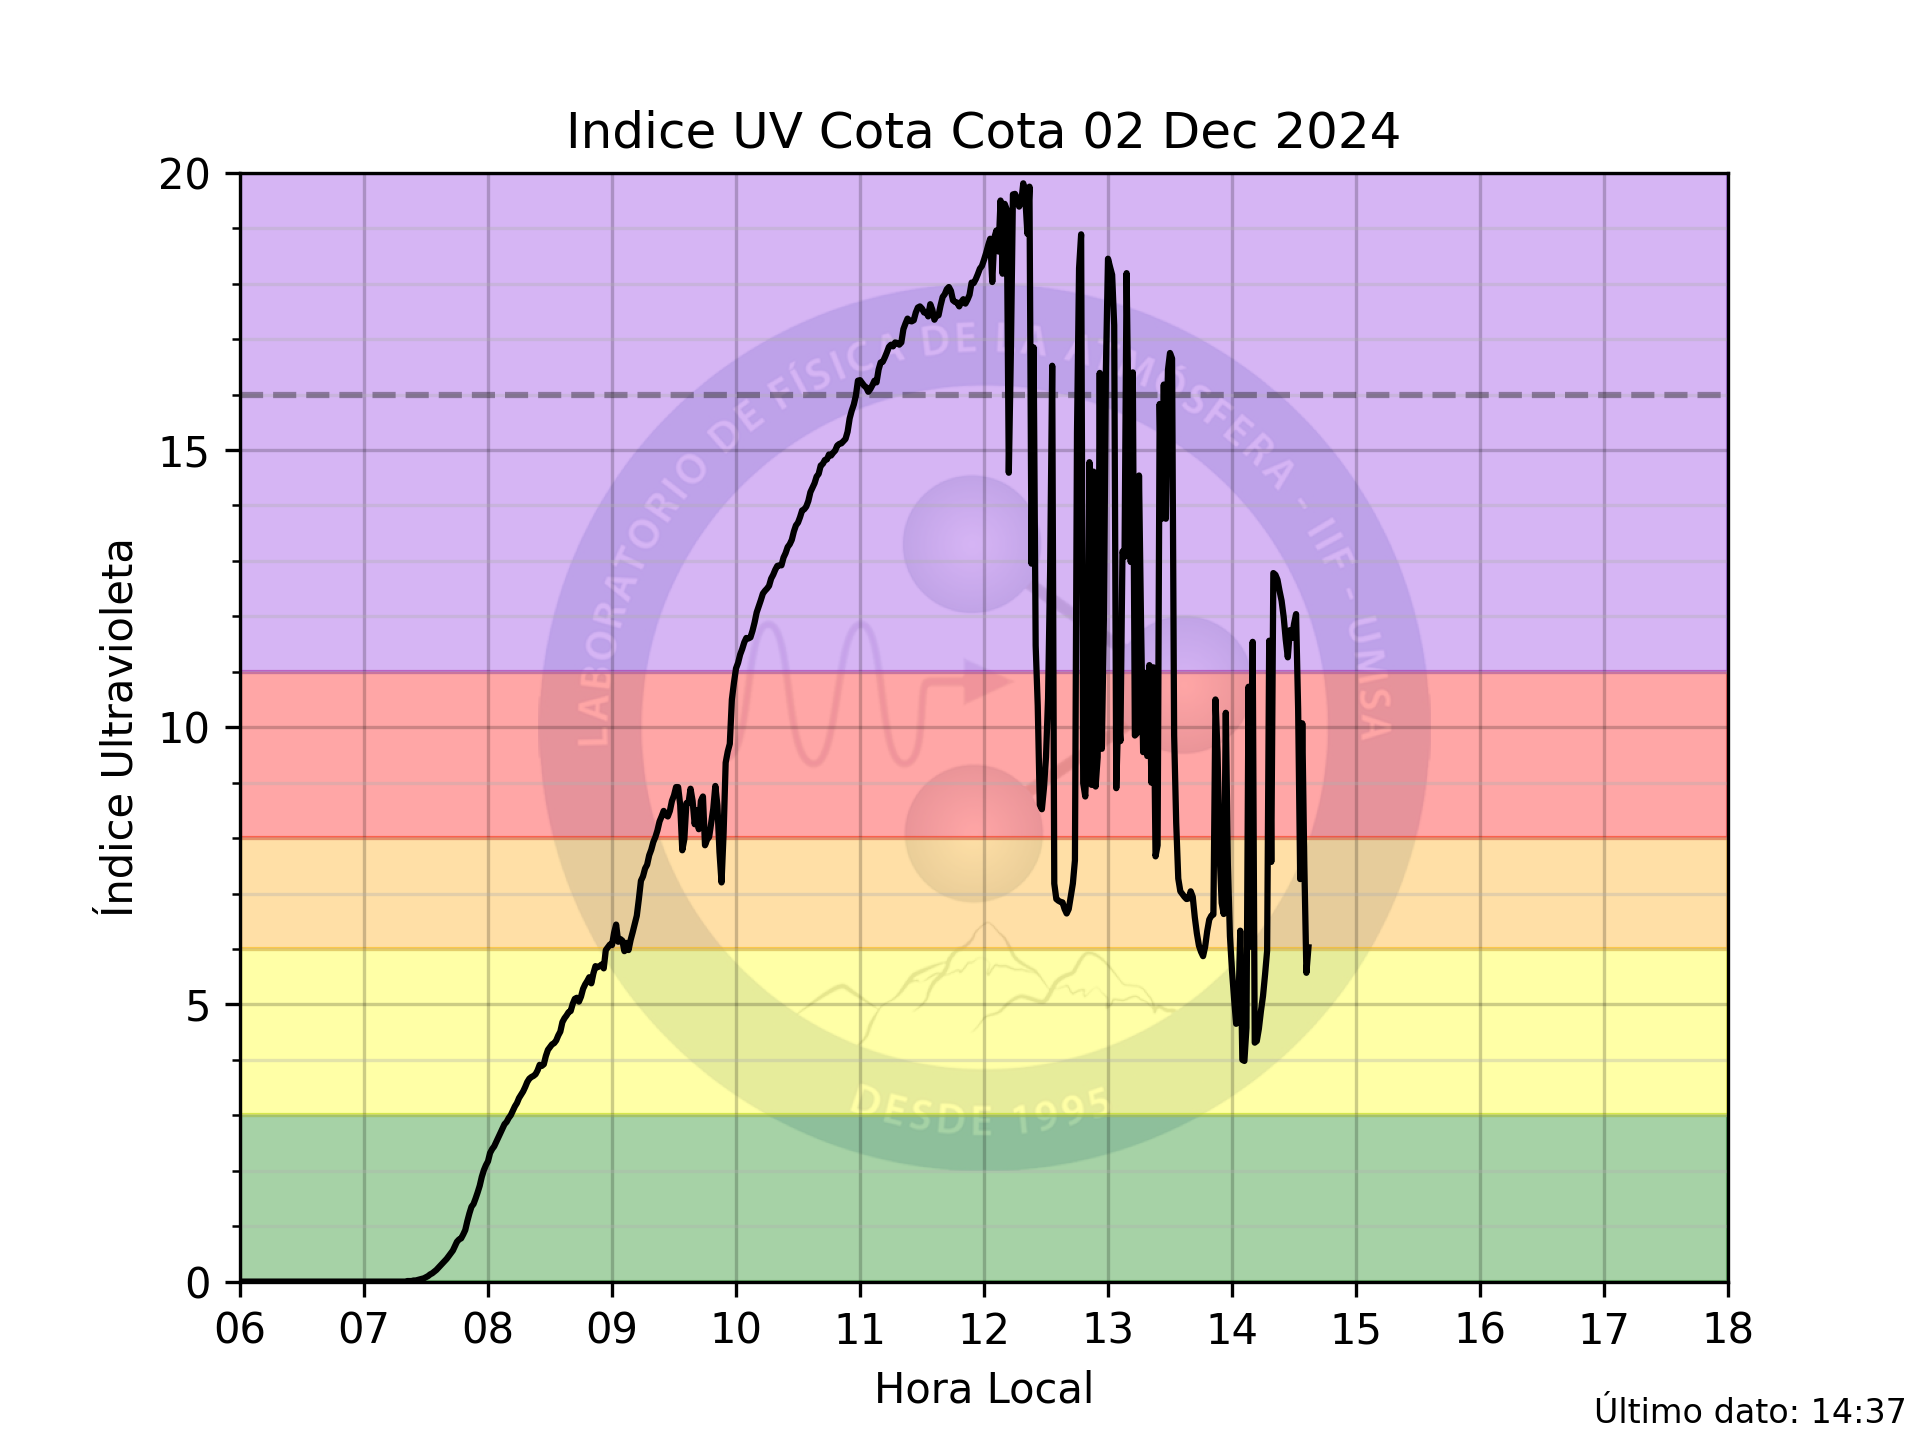 Indice UV Cota Cota 02 Dec 2024
20
15
10
5
0
Índice Ultravioleta
LABORATORIO DE FÍSICA DE LA ATMÓSFERA - IIF - UMSA
DESDE 1995
06 07 08 09 10 11 12 13 14 15 16 17 18
Hora Local
Último dato: 14:37